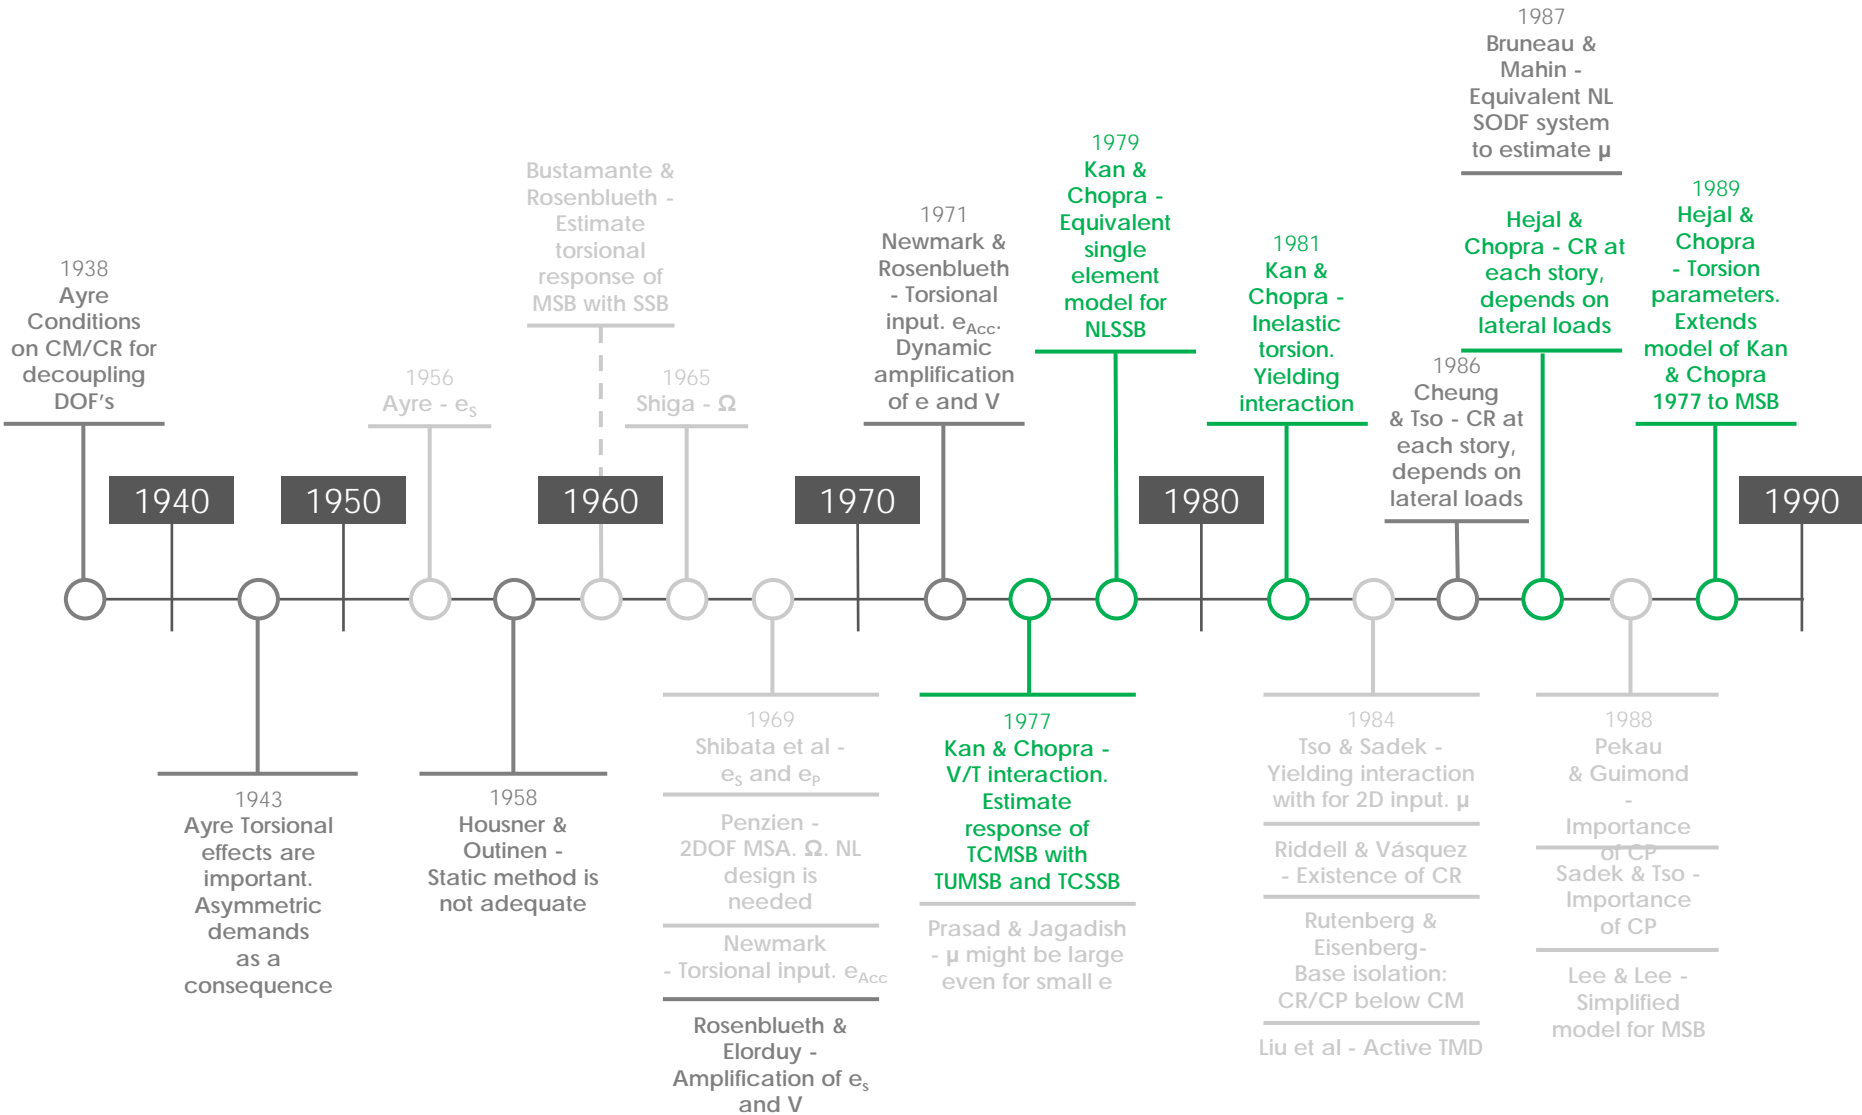 1938
Ayre
Conditions
on CM/CR for
decoupling
DOF's
1943
Ayre Torsional
effects are
important.
Asymmetric
demands
as a
consequence
1956
Ayre - eS
1958
Housner &
Outinen -
Static method is
not adequate
Bustamante &
Rosenblueth -
Estimate
torsional
response of
MSB with SSB
1965
Shiga - Ω
1969
Shibata et al -
eS and eP
Penzien -
2DOF MSA. Ω. NL
design is
needed
Newmark
- Torsional input. eAcc
Rosenblueth &
Elorduy -
Amplification of es
and V
1971
Newmark &
Rosenblueth
- Torsional
input. eAcc.
Dynamic
amplification
of e and V
1977
Kan & Chopra -
V/T interaction.
Estimate
response of
TCMSB with
TUMSB and TCSSB
Prasad & Jagadish
- μ might be large
even for small e
1979
Kan &
Chopra -
Equivalent
single
element
model for
NLSSB
1981
Kan &
Chopra -
Inelastic
torsion.
Yielding
interaction
1984
Tso & Sadek -
Yielding interaction
with for 2D input. μ
Riddell & Vásquez
- Existence of CR
Rutenberg &
Eisenberg-
Base isolation:
CR/CP below CM
Liu et al - Active TMD
1986
Cheung
& Tso - CR at
each story,
depends on
lateral loads
1987
Bruneau &
Mahin -
Equivalent NL
SODF system
to estimate μ
Hejal &
Chopra - CR at
each story,
depends on
lateral loads
1988
Pekau
& Guimond
-
Importance
of CP
Sadek & Tso -
Importance
of CP
Lee & Lee -
Simplified
model for MSB
1989
Hejal &
Chopra
- Torsion
parameters.
Extends
model of Kan
& Chopra
1977 to MSB
1940
1950
1960
1970
1980
1990